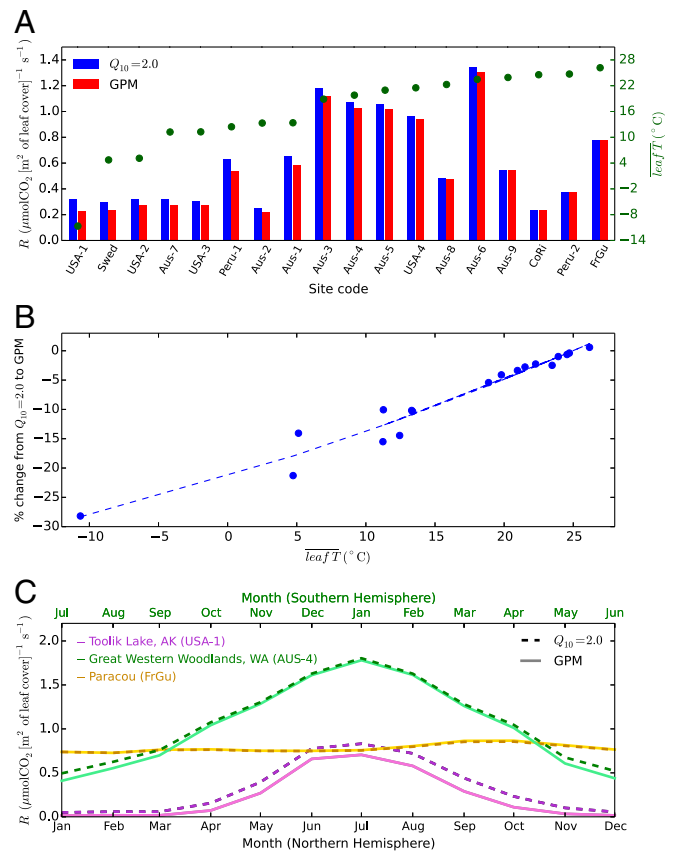 A
R (μmolCO₂ [m² of leaf cover]⁻¹ s⁻¹)
1.4
1.2
1.0
0.8
0.6
0.4
0.2
0.0
Q₁₀=2.0
GPM
28
22
16
10
4
−2
−8
−14
leaf T (°C)
USA-1 Swed USA-2 Aus-7 USA-3 Peru-1 Aus-2 Aus-1 Aus-3 Aus-4 Aus-5 USA-4 Aus-8 Aus-6 Aus-9 CoRi Peru-2 FrGu
Site code
B
% change from Q₁₀=2.0 to GPM
0
−5
−10
−15
−20
−25
−30
−10 −5 0 5 10 15 20 25
leaf T (°C)
C
Month (Southern Hemisphere)
Jul Aug Sep Oct Nov Dec Jan Feb Mar Apr May Jun
R (μmolCO₂ [m² of leaf cover]⁻¹ s⁻¹)
2.0
1.5
1.0
0.5
0.0
Toolik Lake, AK (USA-1)
Great Western Woodlands, WA (AUS-4)
Paracou (FrGu)
Q₁₀=2.0
GPM
Jan Feb Mar Apr May Jun Jul Aug Sep Oct Nov Dec
Month (Northern Hemisphere)